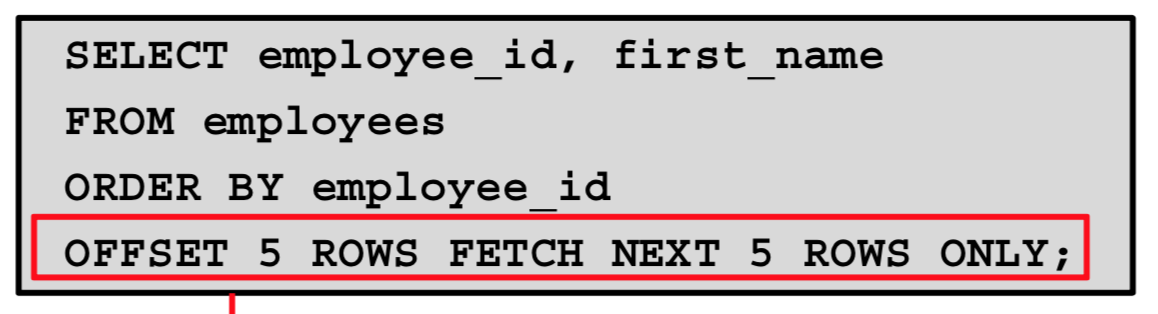 SELECT employee_id, first_name
FROM employees
ORDER BY employee_id
OFFSET 5 ROWS FETCH NEXT 5 ROWS ONLY;